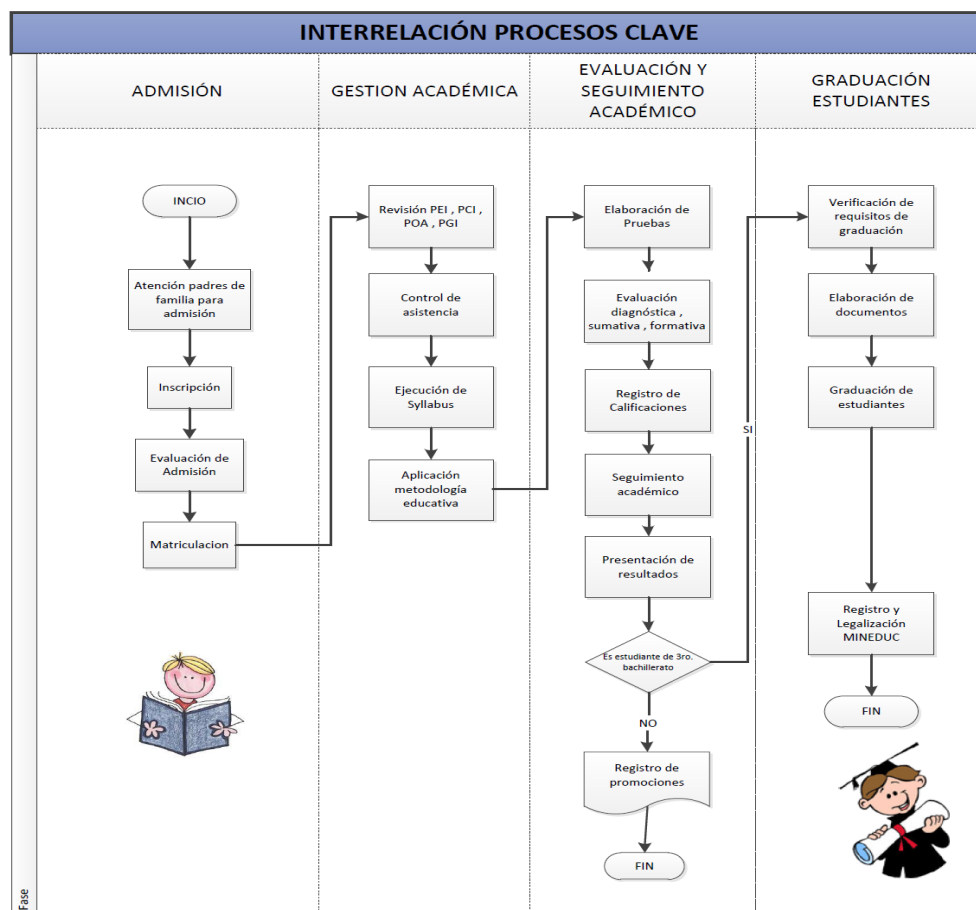 INTERRELACIÓN PROCESOS CLAVE
ADMISIÓN
GESTION ACADÉMICA
EVALUACIÓN Y
SEGUIMIENTO
ACADÉMICO
GRADUACIÓN
ESTUDIANTES
INCIO
Atención padres de
familia para
admisión
Inscripción
Evaluación de
Admisión
Matriculacion
Revisión PEI , PCI ,
POA , PGI
Control de
asistencia
Ejecución de
Syllabus
Aplicación
metodología
educativa
Elaboración de
Pruebas
Evaluación
diagnóstica ,
sumativa , formativa
Registro de
Calificaciones
Seguimiento
académico
Presentación de
resultados
Es estudiante de 3ro.
bachillerato
SI
NO
Registro de
promociones
FIN
Verificación de
requisitos de
graduación
Elaboración de
documentos
Graduación de
estudiantes
Registro y
Legalización
MINEDUC
FIN
Fase